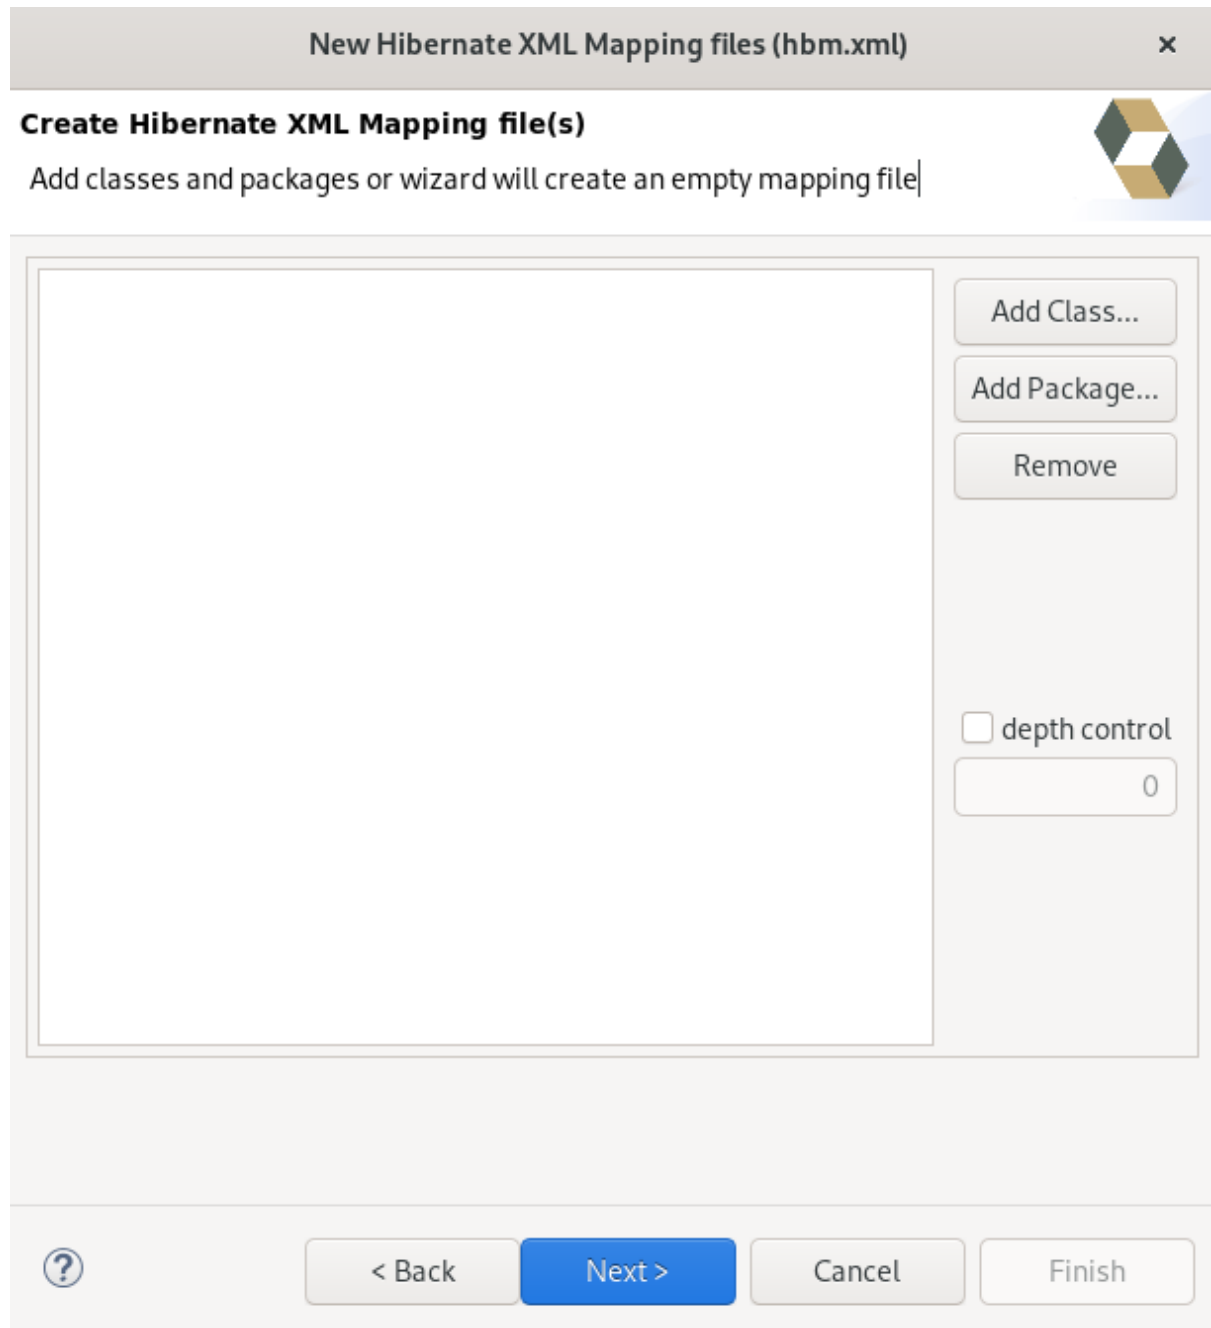 New Hibernate XML Mapping files (hbm.xml)
Create Hibernate XML Mapping file(s)
Add classes and packages or wizard will create an empty mapping file
Add Class...
Add Package...
Remove
depth control
0
< Back
Next >
Cancel
Finish